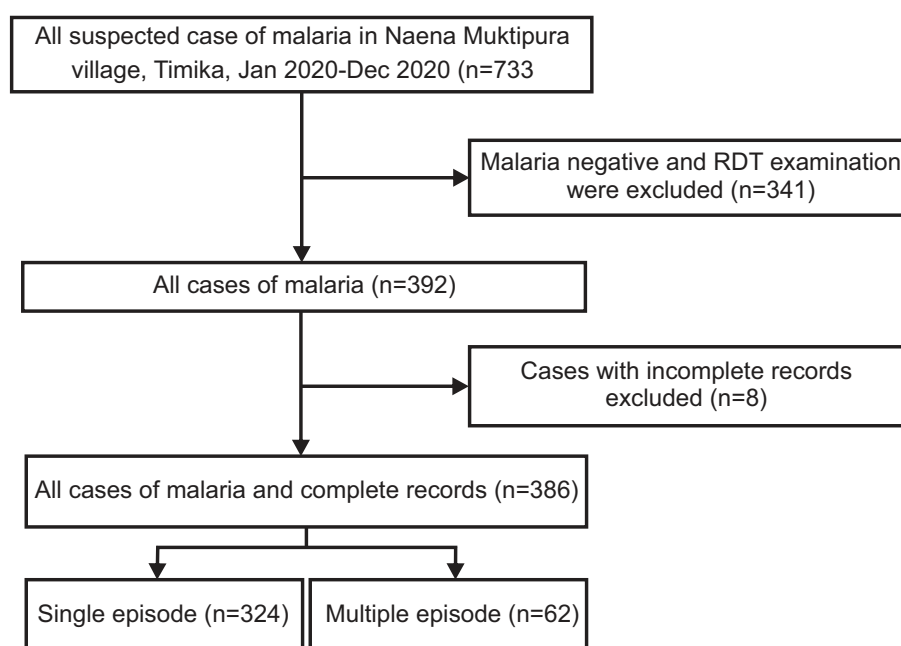 All suspected case of malaria in Naena Muktipura
village, Timika, Jan 2020-Dec 2020 (n=733
Malaria negative and RDT examination
were excluded (n=341)
All cases of malaria (n=392)
Cases with incomplete records
excluded (n=8)
All cases of malaria and complete records (n=386)
Single episode (n=324)
Multiple episode (n=62)